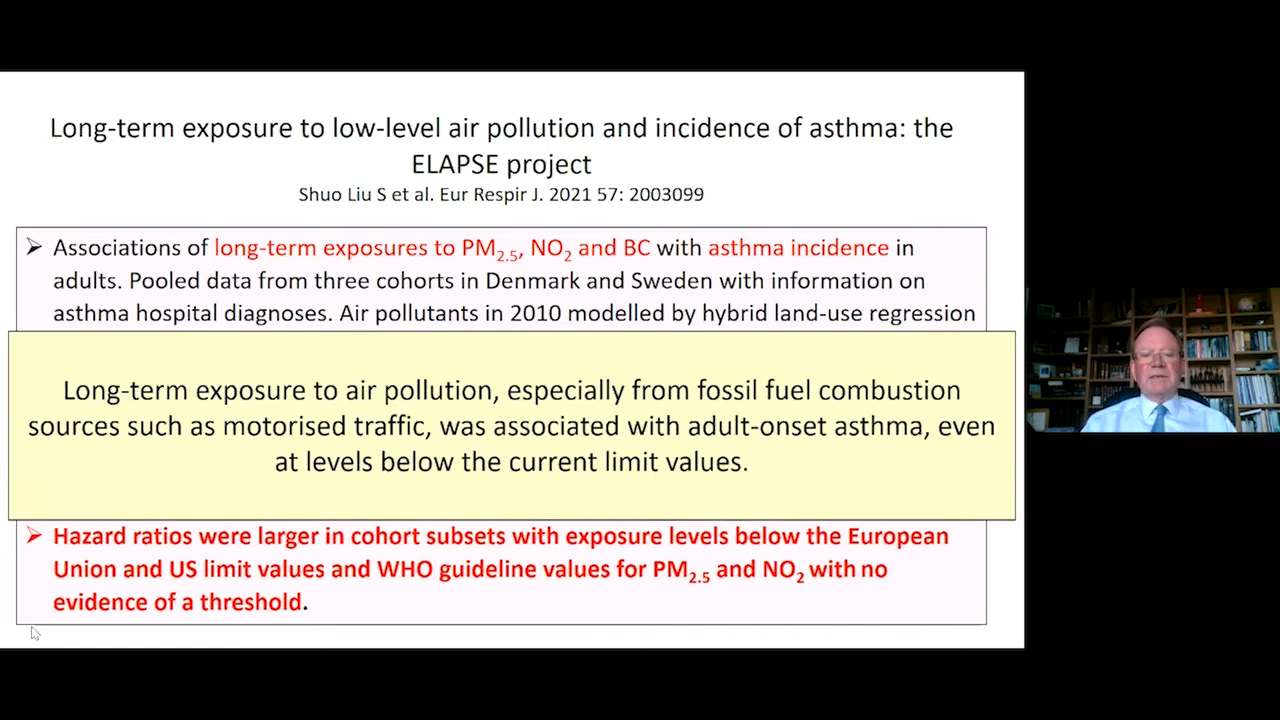 Long-term exposure to low-level air pollution and incidence of asthma: the
ELAPSE project
Shuo Liu S et al. Eur Respir J. 2021 57: 2003099
➢ Associations of long-term exposures to PM2.5, NO2 and BC with asthma incidence in
adults. Pooled data from three cohorts in Denmark and Sweden with information on
asthma hospital diagnoses. Air pollutants in 2010 modelled by hybrid land-use regression
Long-term exposure to air pollution, especially from fossil fuel combustion
sources such as motorised traffic, was associated with adult-onset asthma, even
at levels below the current limit values.
➢ Hazard ratios were larger in cohort subsets with exposure levels below the European
Union and US limit values and WHO guideline values for PM2.5 and NO2 with no
evidence of a threshold.